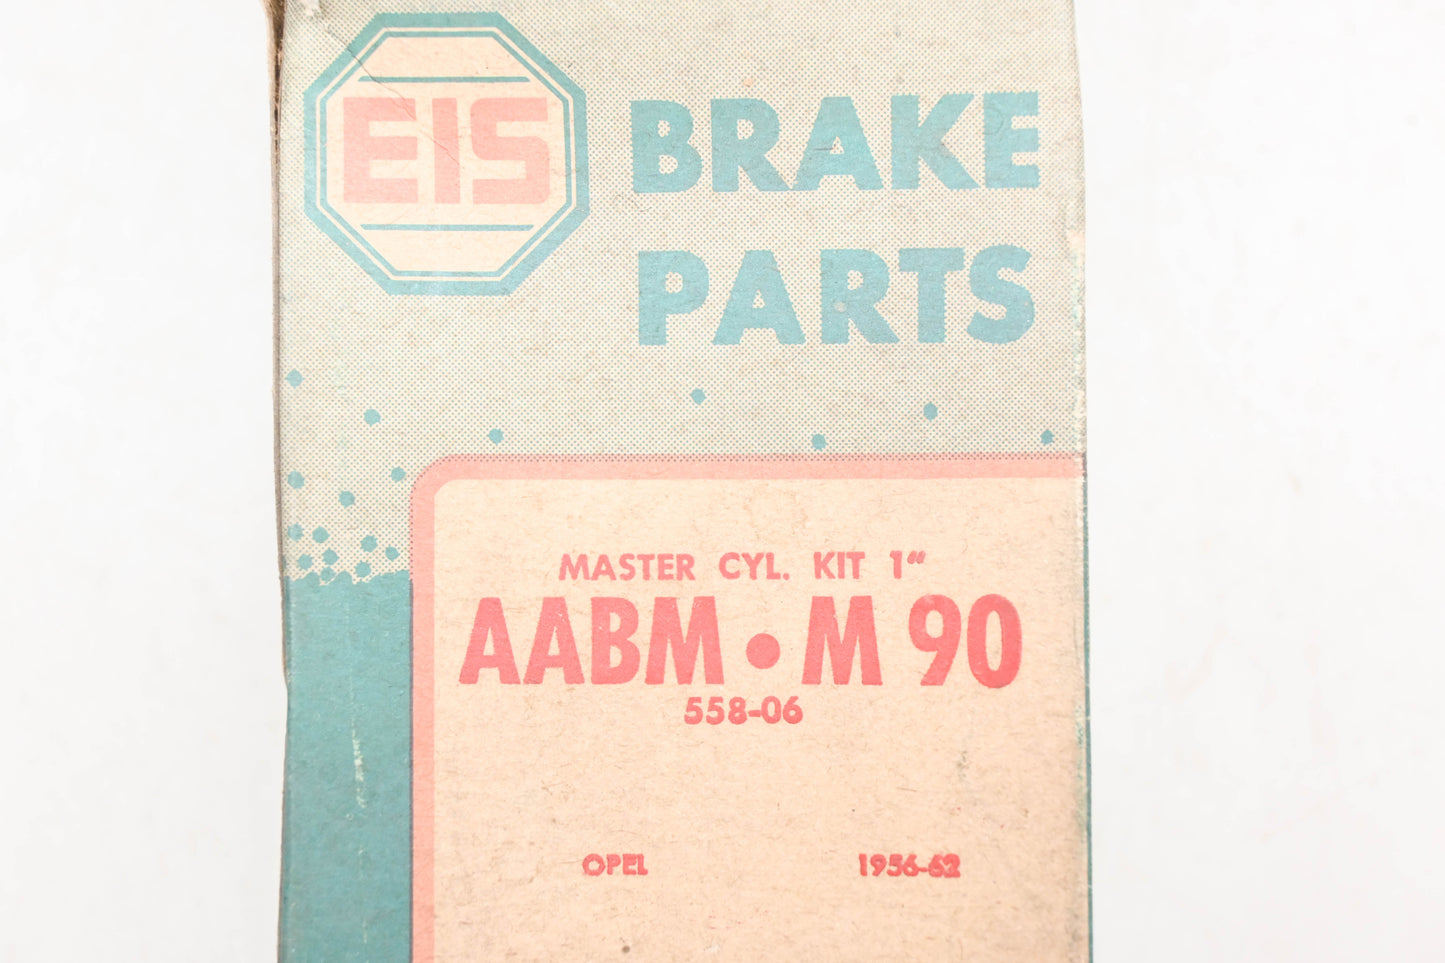 EIS
BRAKE
PARTS
MASTER CYL. KIT 1"
AABM • M 90
558-06
OPEL 1956-62